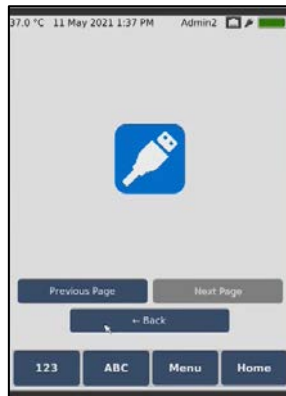 37.0 °C 11 May 2021 1:37 PM Admin2
Previous Page Next Page
← Back
123 ABC Menu Home